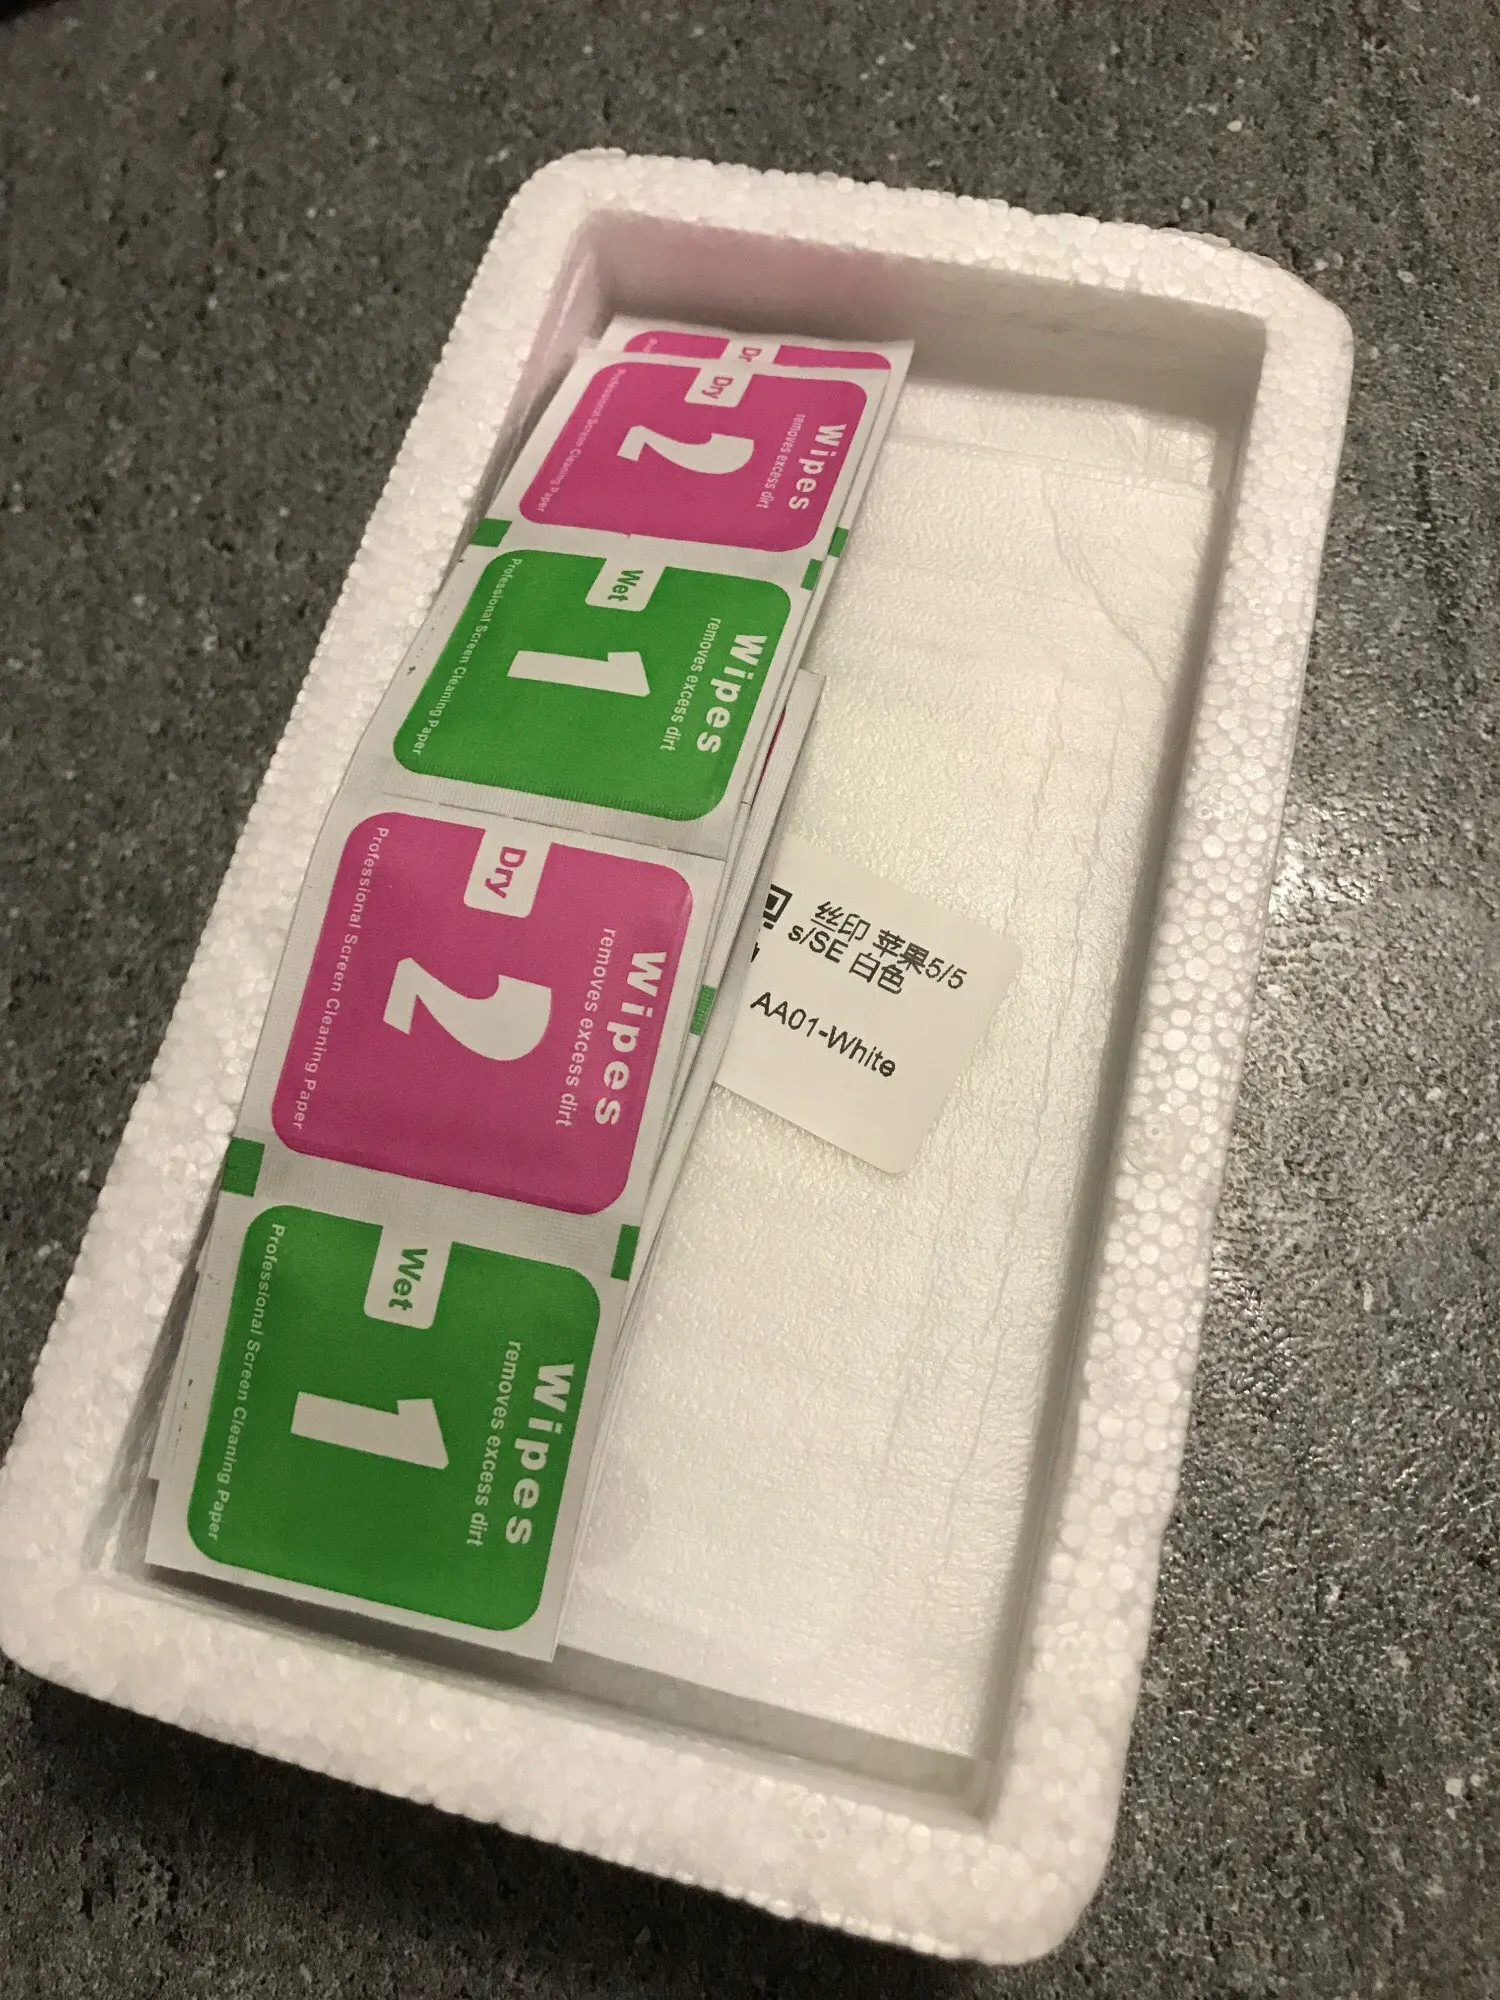 Dr
Dry
2
Wipes
removes excess dirt
Professional Screen Cleaning Paper
Wet
1
Wipes
removes excess dirt
Professional Screen Cleaning Paper
Dry
2
Wipes
removes excess dirt
Professional Screen Cleaning Paper
Wet
1
Wipes
removes excess dirt
Professional Screen Cleaning Paper
丝印 苹果5/5
s/SE 白色
AA01-White